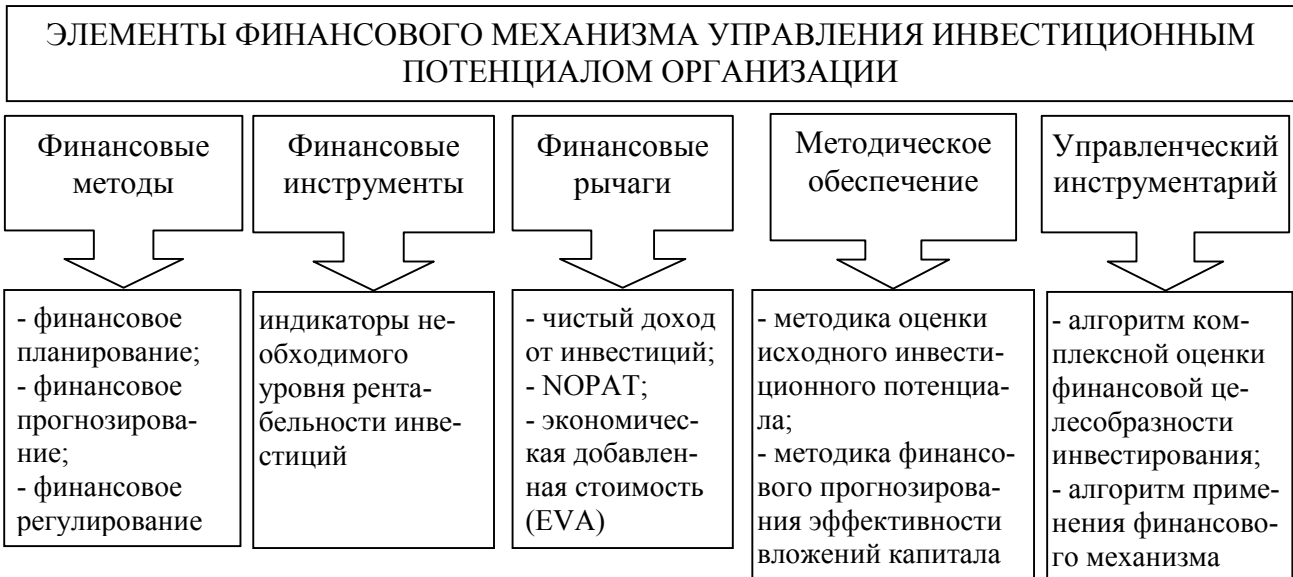 ЭЛЕМЕНТЫ ФИНАНСОВОГО МЕХАНИЗМА УПРАВЛЕНИЯ ИНВЕСТИЦИОННЫМ
ПОТЕНЦИАЛОМ ОРГАНИЗАЦИИ
Финансовые
методы
Финансовые
инструменты
Финансовые
рычаги
Методическое
обеспечение
Управленческий
инструментарий
- финансовое
планирование;
- финансовое
прогнозирова-
ние;
- финансовое
регулирование
индикаторы не-
обходимого
уровня рента-
бельности инве-
стиций
- чистый доход
от инвестиций;
- NOPAT;
- экономичес-
кая добавлен-
ная стоимость
(EVA)
- методика оценки
исходного инвести-
ционного потенциа-
ла;
- методика финансо-
вого прогнозирова-
ния эффективности
вложений капитала
- алгоритм ком-
плексной оценки
финансовой це-
лесобразности
инвестирования;
- алгоритм приме-
нения финансово-
го механизма